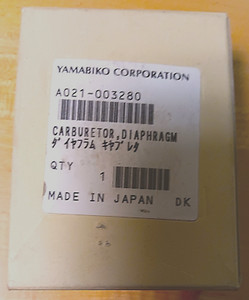 YAMABIKO CORPORATION
A021-003280
CARBURETOR,DIAPHRAGM
ダイヤフラム キャブレタ
QTY 1
MADE IN JAPAN DK